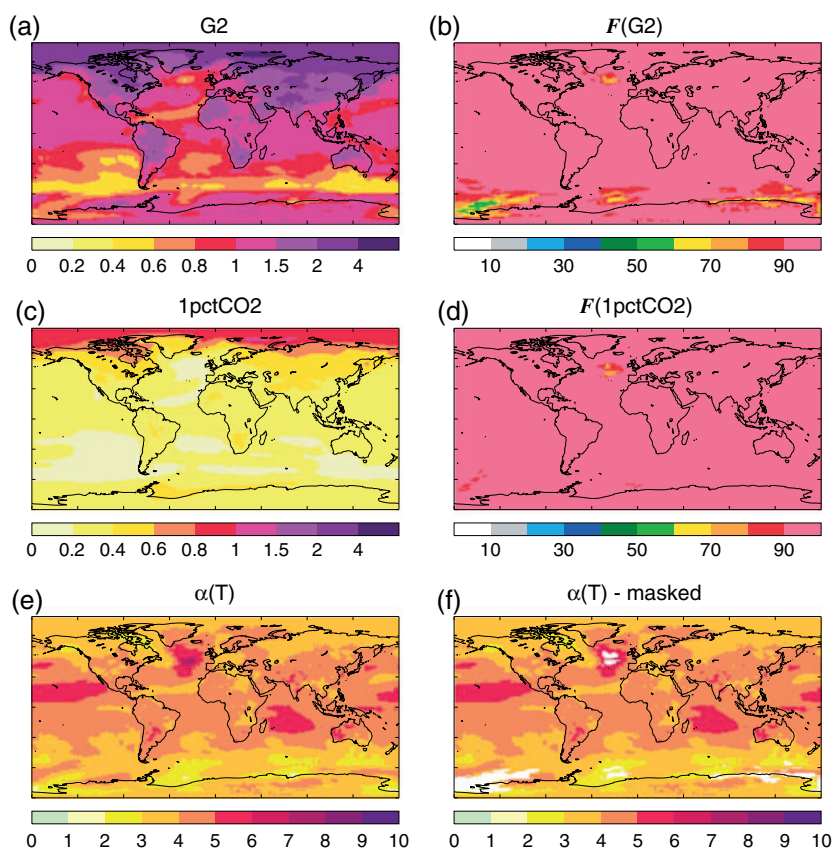 (a) G2
(b) F(G2)
0 0.2 0.4 0.6 0.8 1 1.5 2 4
10 30 50 70 90
(c) 1pctCO2
(d) F(1pctCO2)
0 0.2 0.4 0.6 0.8 1 1.5 2 4
10 30 50 70 90
(e) α(T)
(f) α(T) - masked
0 1 2 3 4 5 6 7 8 9 10
0 1 2 3 4 5 6 7 8 9 10